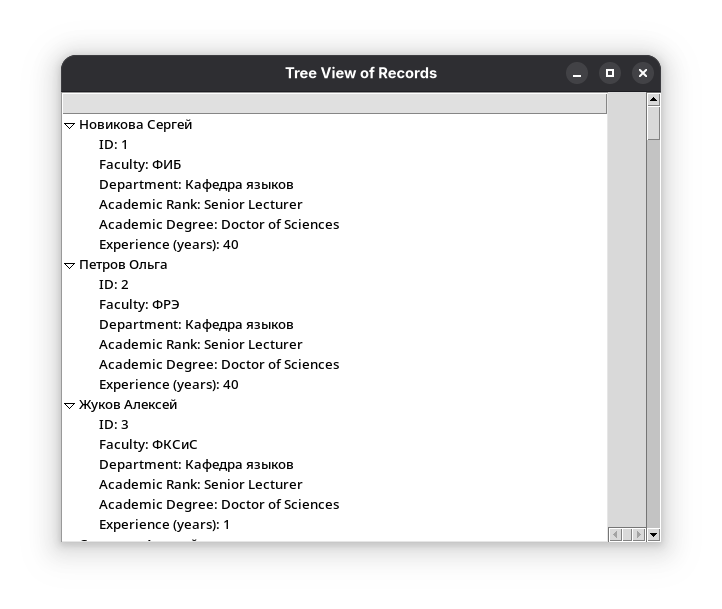 Tree View of Records
Новикова Сергей
ID: 1
Faculty: ФИБ
Department: Кафедра языков
Academic Rank: Senior Lecturer
Academic Degree: Doctor of Sciences
Experience (years): 40
Петров Ольга
ID: 2
Faculty: ФРЭ
Department: Кафедра языков
Academic Rank: Senior Lecturer
Academic Degree: Doctor of Sciences
Experience (years): 40
Жуков Алексей
ID: 3
Faculty: ФКСиС
Department: Кафедра языков
Academic Rank: Senior Lecturer
Academic Degree: Doctor of Sciences
Experience (years): 1